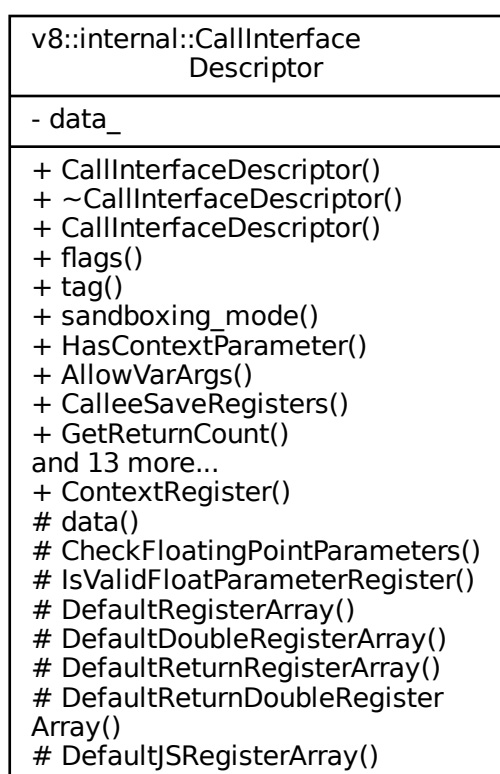 v8::internal::CallInterface
Descriptor
- data_
+ CallInterfaceDescriptor()
+ ~CallInterfaceDescriptor()
+ CallInterfaceDescriptor()
+ flags()
+ tag()
+ sandboxing_mode()
+ HasContextParameter()
+ AllowVarArgs()
+ CalleeSaveRegisters()
+ GetReturnCount()
and 13 more...
+ ContextRegister()
# data()
# CheckFloatingPointParameters()
# IsValidFloatParameterRegister()
# DefaultRegisterArray()
# DefaultDoubleRegisterArray()
# DefaultReturnRegisterArray()
# DefaultReturnDoubleRegister
Array()
# DefaultJSRegisterArray()